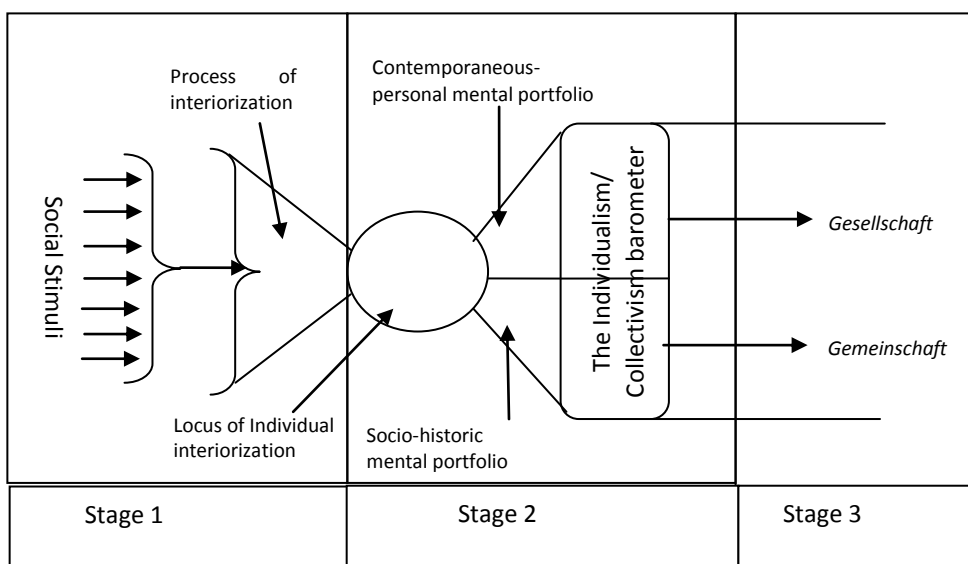 Social Stimuli
Process of
interiorization
Locus of Individual
interiorization
Contemporaneous-
personal mental portfolio
Socio-historic
mental portfolio
The Individualism/
Collectivism barometer
Gesellschaft
Gemeinschaft
Stage 1
Stage 2
Stage 3